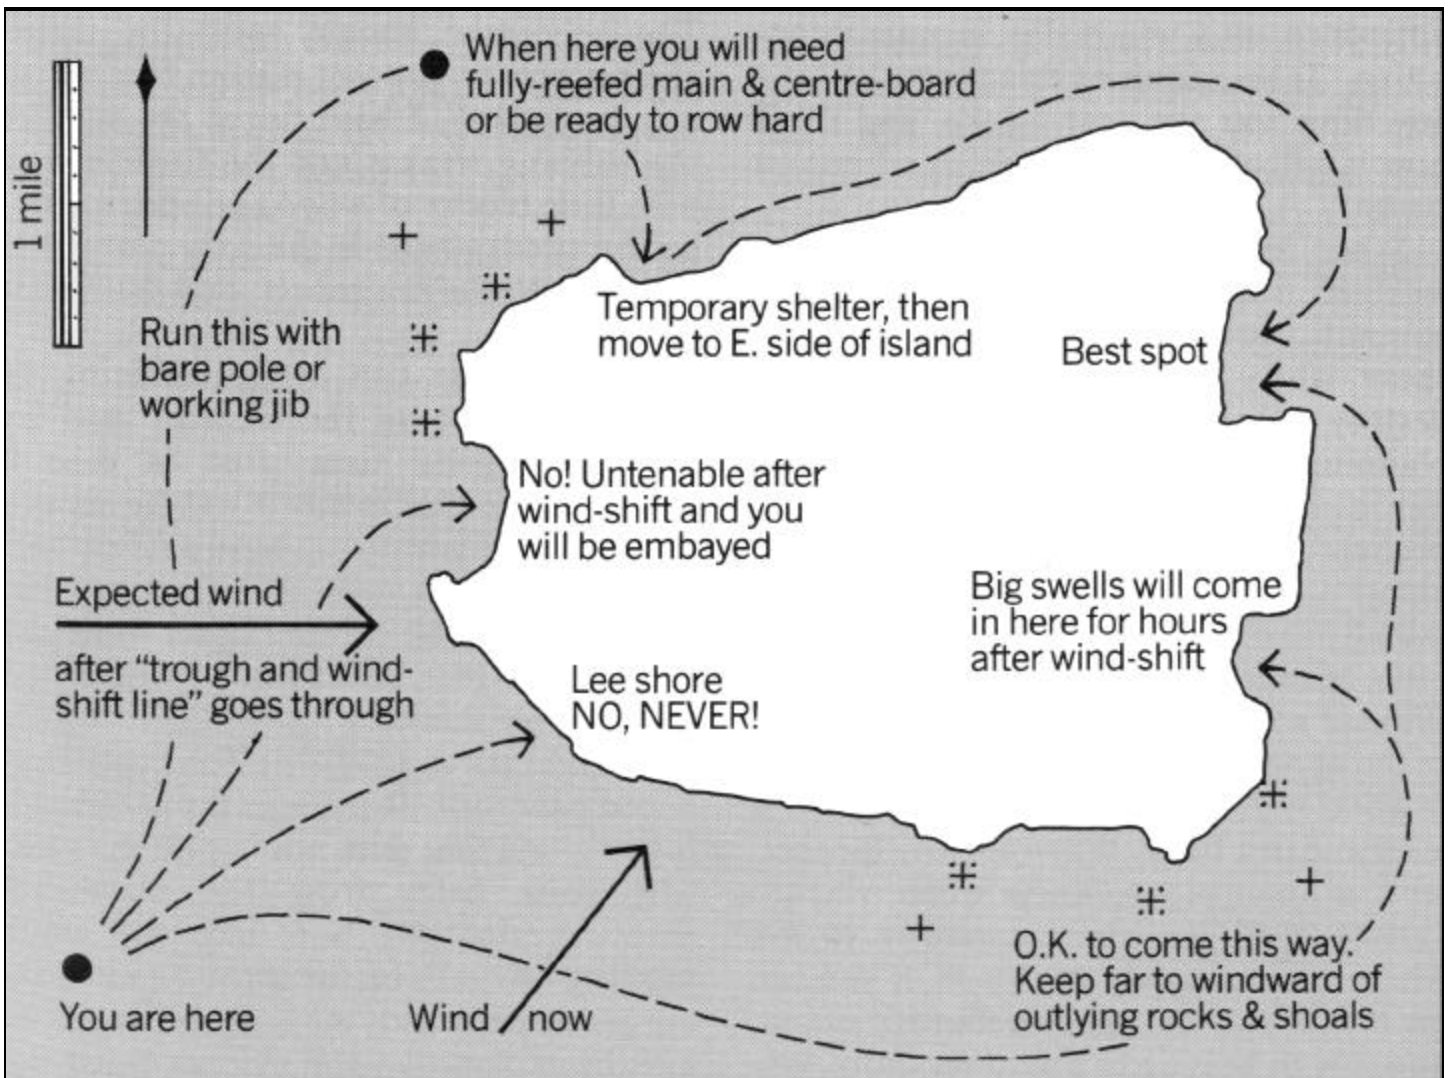 When here you will need
fully-reefed main & centre-board
or be ready to row hard
1 mile
Run this with
bare pole or
working jib
Temporary shelter, then
move to E. side of island
Best spot
No! Untenable after
wind-shift and you
will be embayed
Expected wind
after “trough and wind-
shift line” goes through
Big swells will come
in here for hours
after wind-shift
Lee shore
NO, NEVER!
O.K. to come this way.
Keep far to windward of
outlying rocks & shoals
You are here
Wind now